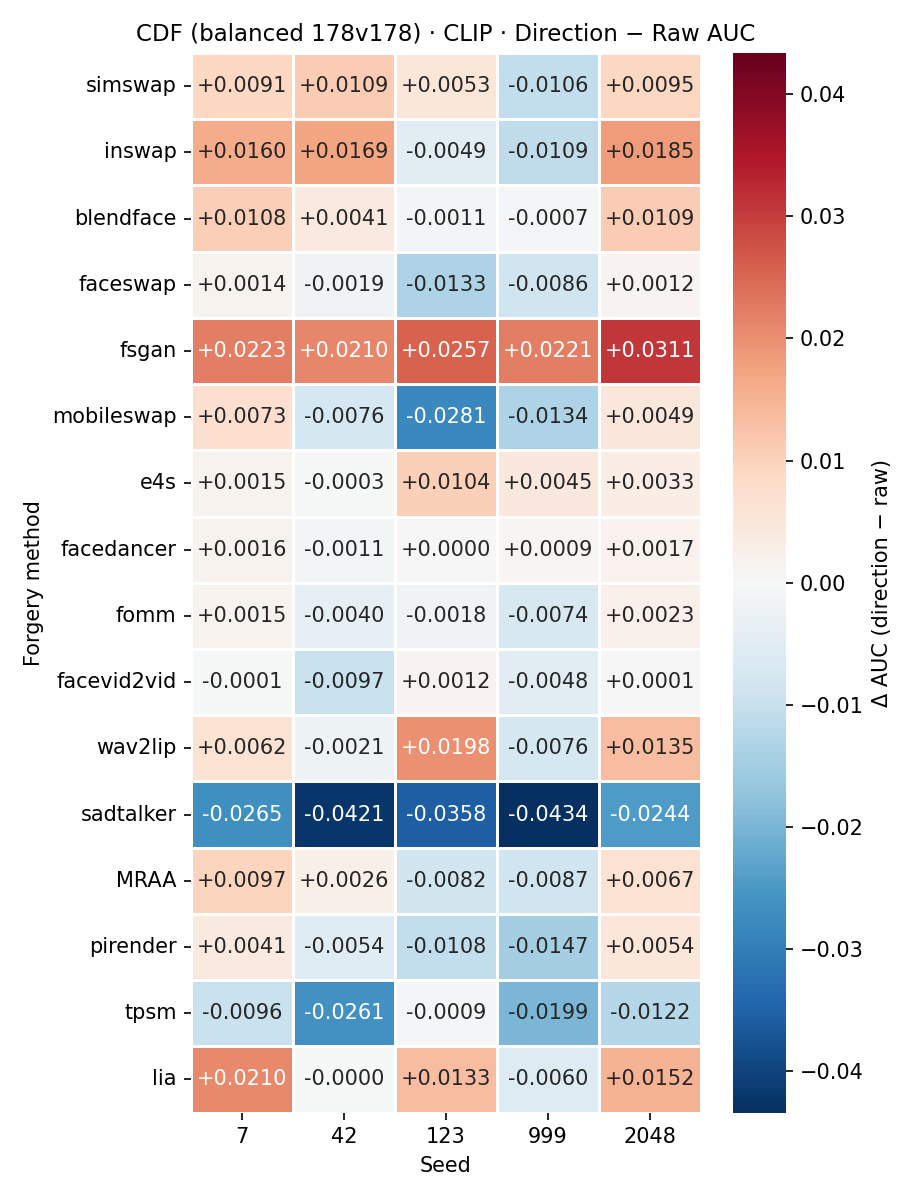 CDF (balanced 178v178) · CLIP · Direction − Raw AUC
simswap +0.0091 +0.0109 +0.0053 -0.0106 +0.0095
inswap +0.0160 +0.0169 -0.0049 -0.0109 +0.0185
blendface +0.0108 +0.0041 -0.0011 -0.0007 +0.0109
faceswap +0.0014 -0.0019 -0.0133 -0.0086 +0.0012
fsgan +0.0223 +0.0210 +0.0257 +0.0221 +0.0311
mobileswap +0.0073 -0.0076 -0.0281 -0.0134 +0.0049
e4s +0.0015 -0.0003 +0.0104 +0.0045 +0.0033
facedancer +0.0016 -0.0011 +0.0000 +0.0009 +0.0017
fomm +0.0015 -0.0040 -0.0018 -0.0074 +0.0023
facevid2vid -0.0001 -0.0097 +0.0012 -0.0048 +0.0001
wav2lip +0.0062 -0.0021 +0.0198 -0.0076 +0.0135
sadtalker -0.0265 -0.0421 -0.0358 -0.0434 -0.0244
MRAA +0.0097 +0.0026 -0.0082 -0.0087 +0.0067
pirender +0.0041 -0.0054 -0.0108 -0.0147 +0.0054
tpsm -0.0096 -0.0261 -0.0009 -0.0199 -0.0122
lia +0.0210 -0.0000 +0.0133 -0.0060 +0.0152
7 42 123 999 2048
Seed
Forgery method
0.04
0.03
0.02
0.01
0.00
−0.01
−0.02
−0.03
−0.04
Δ AUC (direction − raw)